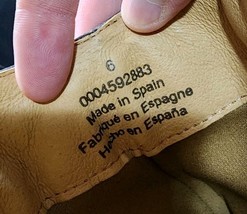 6
0004592883
Made in Spain
Fabriqué en Espagne
Hecho en España